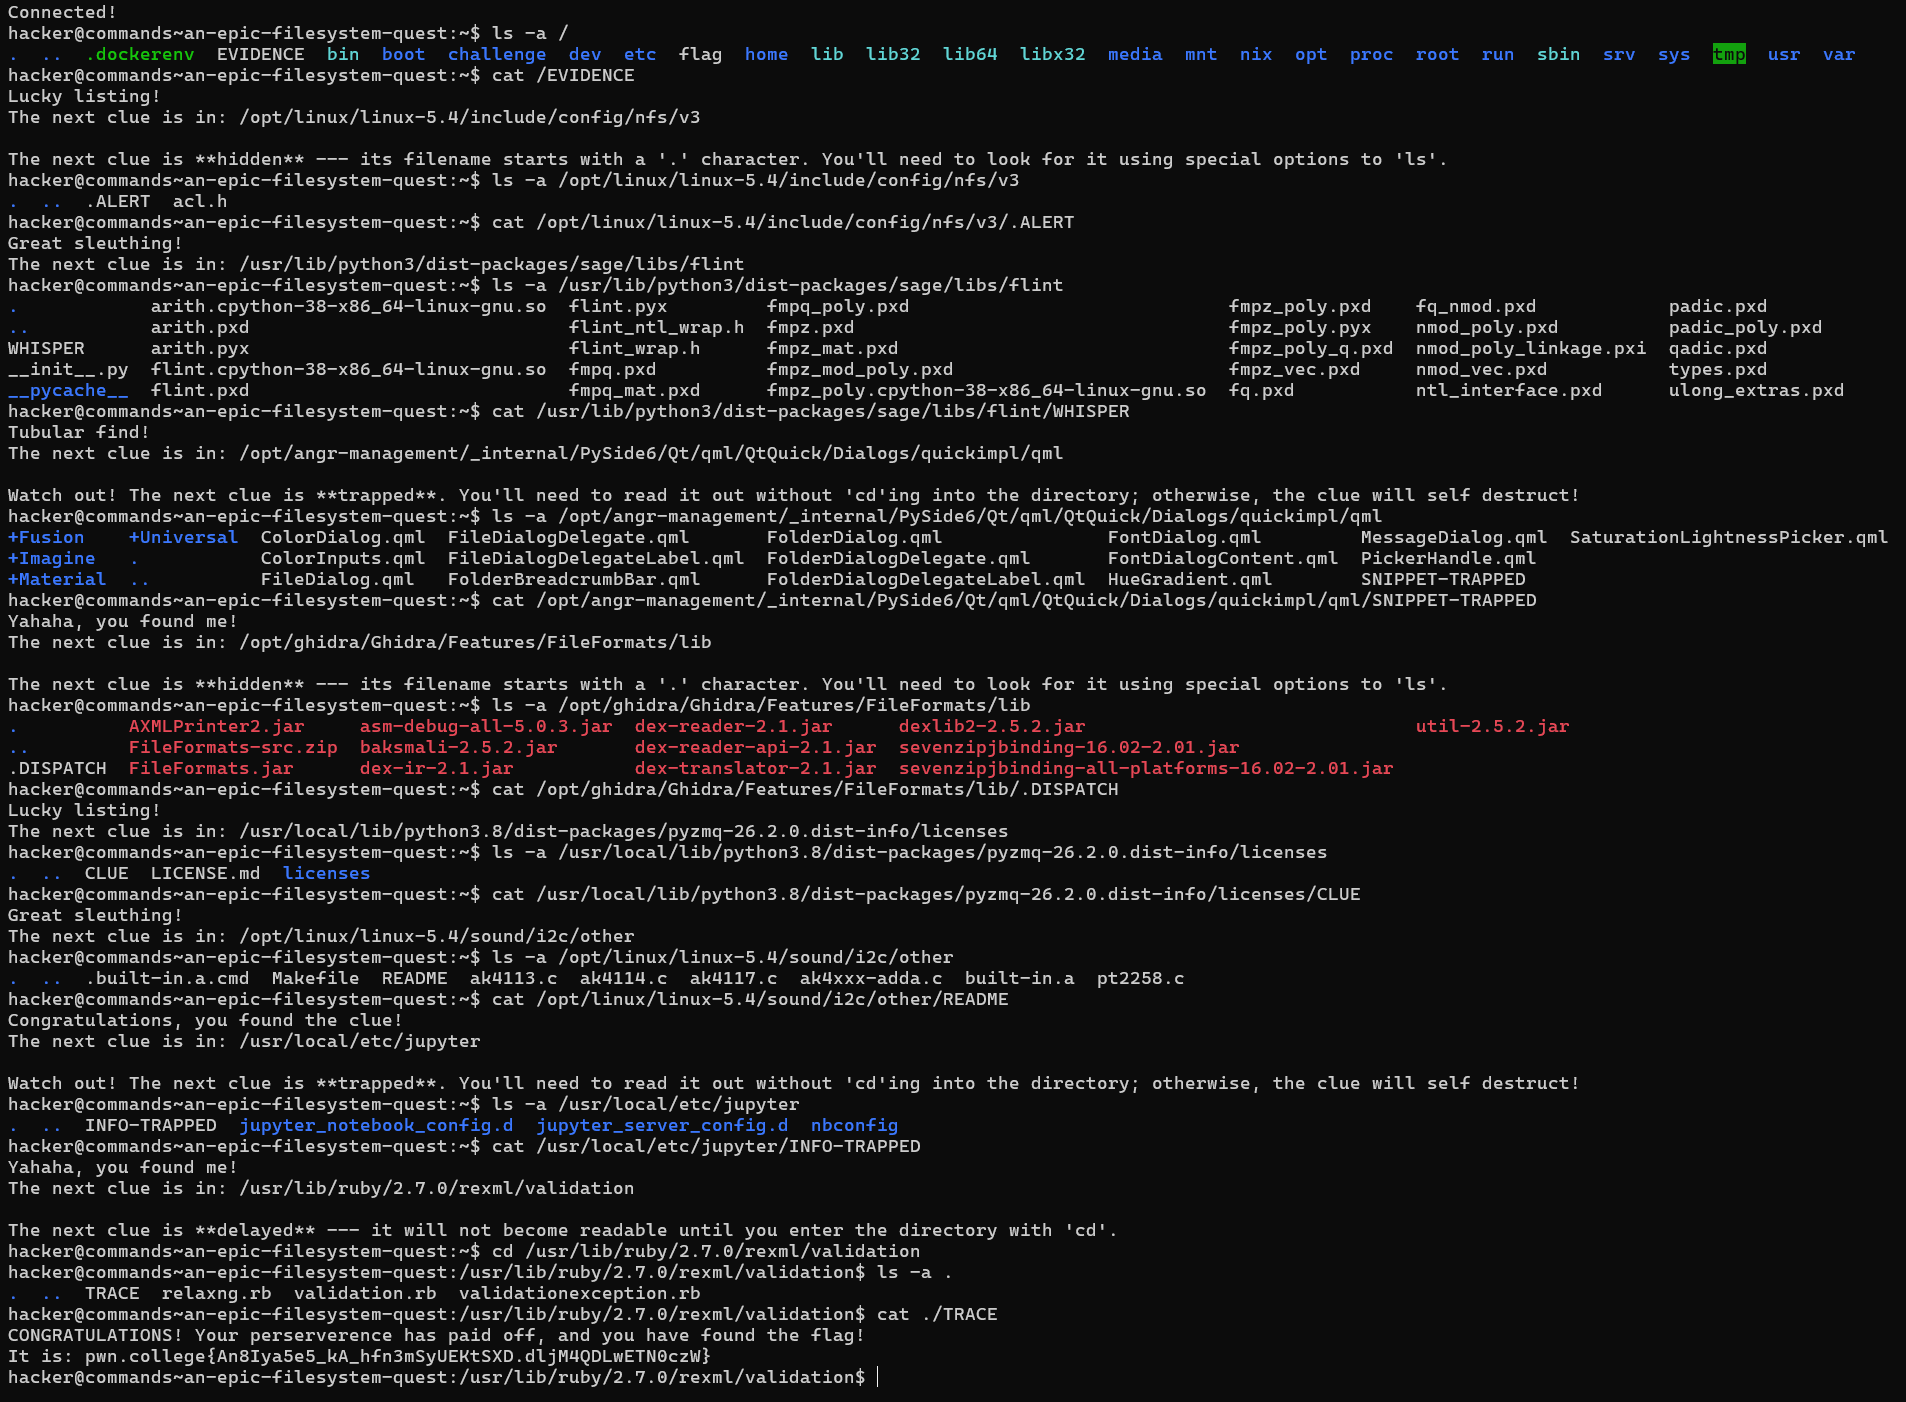 Connected!
hacker@commands~an-epic-filesystem-quest:~$ ls -a /
.  ..  .dockerenv  EVIDENCE  bin  boot  challenge  dev  etc  flag  home  lib  lib32  lib64  libx32  media  mnt  nix  opt  proc  root  run  sbin  srv  sys  tmp  usr  var
hacker@commands~an-epic-filesystem-quest:~$ cat /EVIDENCE
Lucky listing!
The next clue is in: /opt/linux/linux-5.4/include/config/nfs/v3

The next clue is **hidden** --- its filename starts with a '.' character. You'll need to look for it using special options to 'ls'.
hacker@commands~an-epic-filesystem-quest:~$ ls -a /opt/linux/linux-5.4/include/config/nfs/v3
.  ..  .ALERT  acl.h
hacker@commands~an-epic-filesystem-quest:~$ cat /opt/linux/linux-5.4/include/config/nfs/v3/.ALERT
Great sleuthing!
The next clue is in: /usr/lib/python3/dist-packages/sage/libs/flint
hacker@commands~an-epic-filesystem-quest:~$ ls -a /usr/lib/python3/dist-packages/sage/libs/flint
.            arith.cpython-38-x86_64-linux-gnu.so  flint.pyx         fmpq_poly.pxd                              fmpz_poly.pxd    fq_nmod.pxd            padic.pxd
..           arith.pxd                             flint_ntl_wrap.h  fmpz.pxd                                   fmpz_poly.pyx    nmod_poly.pxd          padic_poly.pxd
WHISPER      arith.pyx                             flint_wrap.h      fmpz_mat.pxd                               fmpz_poly_q.pxd  nmod_poly_linkage.pxi  qadic.pxd
__init__.py  flint.cpython-38-x86_64-linux-gnu.so  fmpq.pxd          fmpz_mod_poly.pxd                          fmpz_vec.pxd     nmod_vec.pxd           types.pxd
__pycache__  flint.pxd                             fmpq_mat.pxd      fmpz_poly.cpython-38-x86_64-linux-gnu.so  fq.pxd           ntl_interface.pxd      ulong_extras.pxd
hacker@commands~an-epic-filesystem-quest:~$ cat /usr/lib/python3/dist-packages/sage/libs/flint/WHISPER
Tubular find!
The next clue is in: /opt/angr-management/_internal/PySide6/Qt/qml/QtQuick/Dialogs/quickimpl/qml

Watch out! The next clue is **trapped**. You'll need to read it out without 'cd'ing into the directory; otherwise, the clue will self destruct!
hacker@commands~an-epic-filesystem-quest:~$ ls -a /opt/angr-management/_internal/PySide6/Qt/qml/QtQuick/Dialogs/quickimpl/qml
+Fusion    +Universal  ColorDialog.qml  FileDialogDelegate.qml       FolderDialog.qml               FontDialog.qml         MessageDialog.qml  SaturationLightnessPicker.qml
+Imagine   .           ColorInputs.qml  FileDialogDelegateLabel.qml  FolderDialogDelegate.qml       FontDialogContent.qml  PickerHandle.qml
+Material  ..          FileDialog.qml   FolderBreadcrumbBar.qml      FolderDialogDelegateLabel.qml  HueGradient.qml        SNIPPET-TRAPPED
hacker@commands~an-epic-filesystem-quest:~$ cat /opt/angr-management/_internal/PySide6/Qt/qml/QtQuick/Dialogs/quickimpl/qml/SNIPPET-TRAPPED
Yahaha, you found me!
The next clue is in: /opt/ghidra/Ghidra/Features/FileFormats/lib

The next clue is **hidden** --- its filename starts with a '.' character. You'll need to look for it using special options to 'ls'.
hacker@commands~an-epic-filesystem-quest:~$ ls -a /opt/ghidra/Ghidra/Features/FileFormats/lib
.          AXMLPrinter2.jar     asm-debug-all-5.0.3.jar  dex-reader-2.1.jar      dexlib2-2.5.2.jar                              util-2.5.2.jar
..         FileFormats-src.zip  baksmali-2.5.2.jar       dex-reader-api-2.1.jar  sevenzipjbinding-16.02-2.01.jar
.DISPATCH  FileFormats.jar      dex-ir-2.1.jar           dex-translator-2.1.jar  sevenzipjbinding-all-platforms-16.02-2.01.jar
hacker@commands~an-epic-filesystem-quest:~$ cat /opt/ghidra/Ghidra/Features/FileFormats/lib/.DISPATCH
Lucky listing!
The next clue is in: /usr/local/lib/python3.8/dist-packages/pyzmq-26.2.0.dist-info/licenses
hacker@commands~an-epic-filesystem-quest:~$ ls -a /usr/local/lib/python3.8/dist-packages/pyzmq-26.2.0.dist-info/licenses
.  ..  CLUE  LICENSE.md  licenses
hacker@commands~an-epic-filesystem-quest:~$ cat /usr/local/lib/python3.8/dist-packages/pyzmq-26.2.0.dist-info/licenses/CLUE
Great sleuthing!
The next clue is in: /opt/linux/linux-5.4/sound/i2c/other
hacker@commands~an-epic-filesystem-quest:~$ ls -a /opt/linux/linux-5.4/sound/i2c/other
.  ..  .built-in.a.cmd  Makefile  README  ak4113.c  ak4114.c  ak4117.c  ak4xxx-adda.c  built-in.a  pt2258.c
hacker@commands~an-epic-filesystem-quest:~$ cat /opt/linux/linux-5.4/sound/i2c/other/README
Congratulations, you found the clue!
The next clue is in: /usr/local/etc/jupyter

Watch out! The next clue is **trapped**. You'll need to read it out without 'cd'ing into the directory; otherwise, the clue will self destruct!
hacker@commands~an-epic-filesystem-quest:~$ ls -a /usr/local/etc/jupyter
.  ..  INFO-TRAPPED  jupyter_notebook_config.d  jupyter_server_config.d  nbconfig
hacker@commands~an-epic-filesystem-quest:~$ cat /usr/local/etc/jupyter/INFO-TRAPPED
Yahaha, you found me!
The next clue is in: /usr/lib/ruby/2.7.0/rexml/validation

The next clue is **delayed** --- it will not become readable until you enter the directory with 'cd'.
hacker@commands~an-epic-filesystem-quest:~$ cd /usr/lib/ruby/2.7.0/rexml/validation
hacker@commands~an-epic-filesystem-quest:/usr/lib/ruby/2.7.0/rexml/validation$ ls -a .
.  ..  TRACE  relaxng.rb  validation.rb  validationexception.rb
hacker@commands~an-epic-filesystem-quest:/usr/lib/ruby/2.7.0/rexml/validation$ cat ./TRACE
CONGRATULATIONS! Your perserverence has paid off, and you have found the flag!
It is: pwn.college{An8Iya5e5_kA_hfn3mSyUEKtSXD.dljM4QDLwETN0czW}
hacker@commands~an-epic-filesystem-quest:/usr/lib/ruby/2.7.0/rexml/validation$